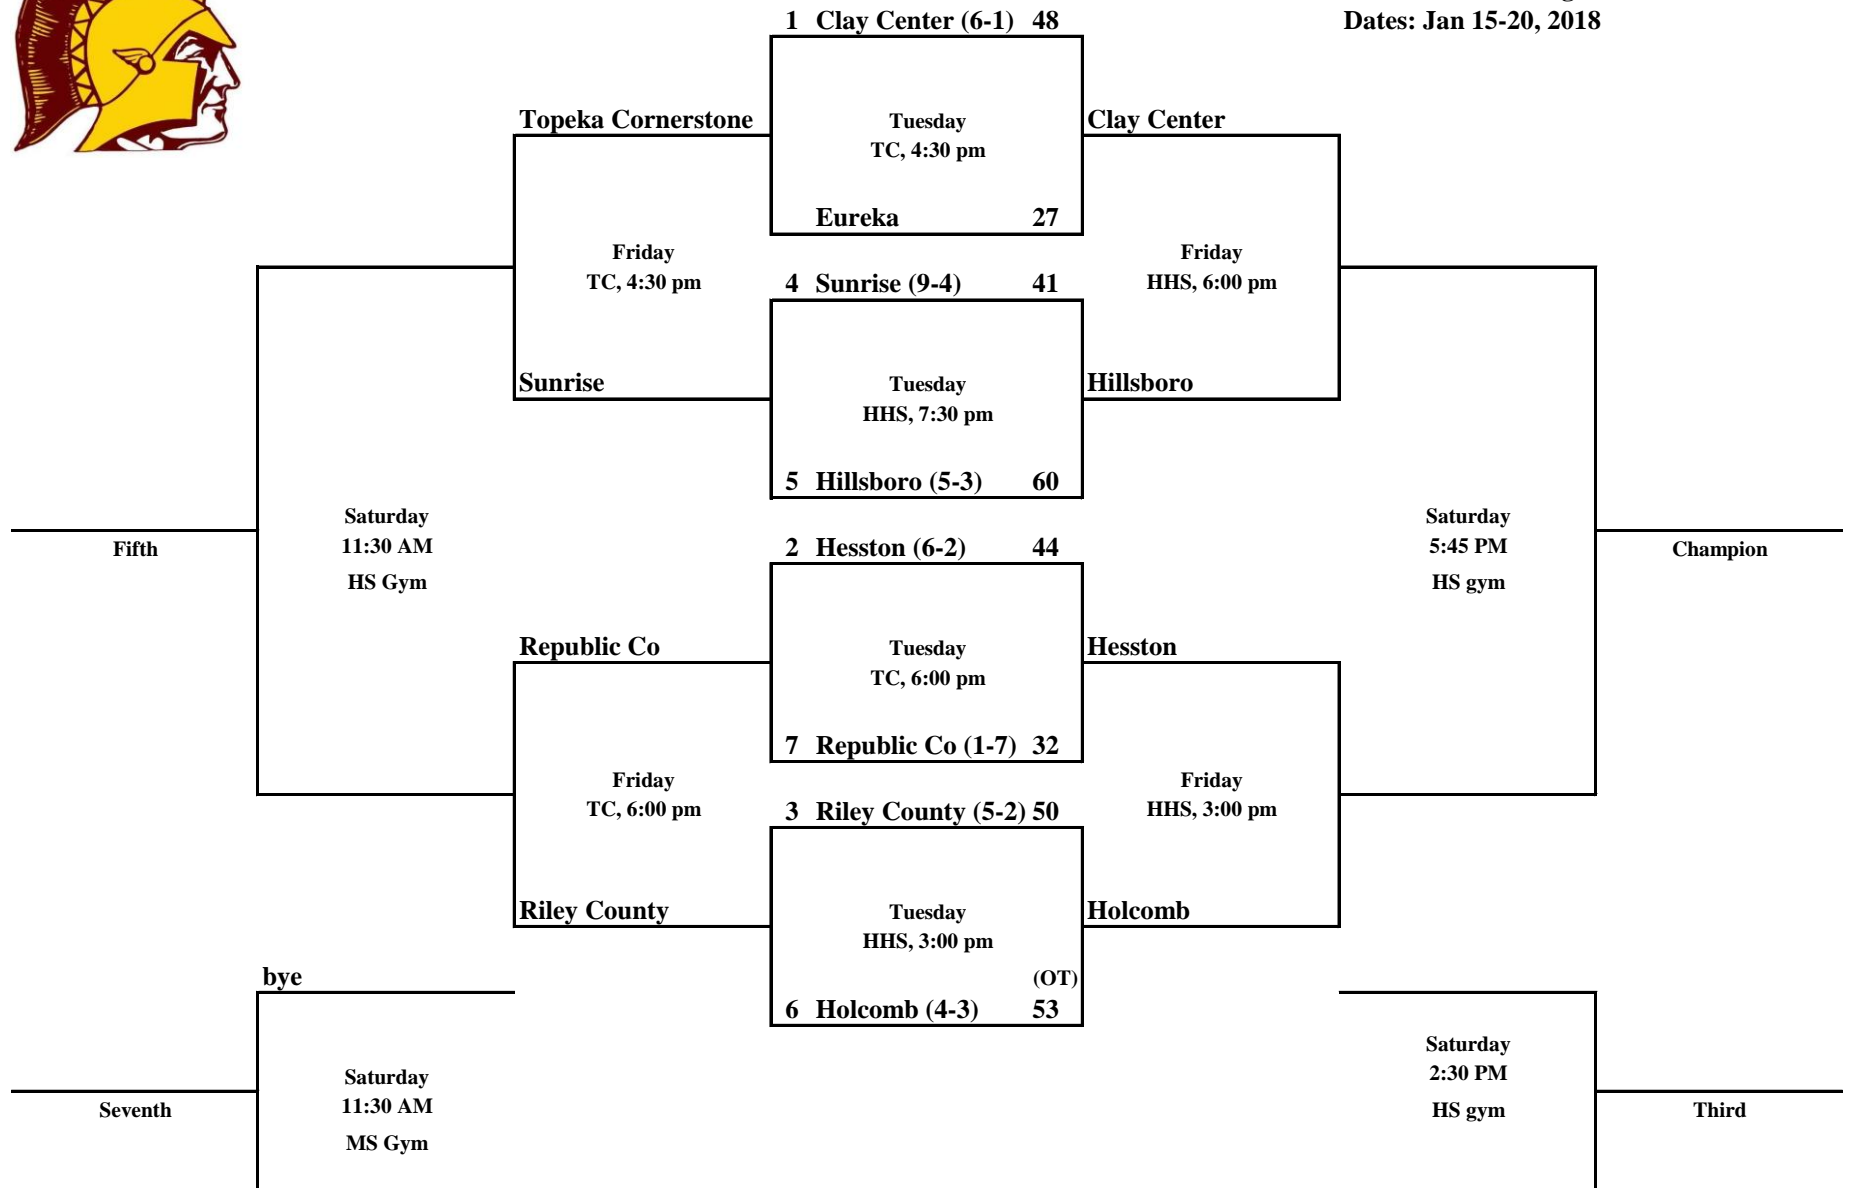 1 Clay Center (6-1) 48
Dates: Jan 15-20, 2018
Topeka Cornerstone
Tuesday
TC, 4:30 pm
Clay Center
Eureka 27
Friday
TC, 4:30 pm
Friday
HHS, 6:00 pm
4 Sunrise (9-4) 41
Sunrise
Tuesday
HHS, 7:30 pm
Hillsboro
5 Hillsboro (5-3) 60
Saturday
11:30 AM
HS Gym
Fifth
Saturday
5:45 PM
HS gym
Champion
2 Hesston (6-2) 44
Republic Co
Tuesday
TC, 6:00 pm
Hesston
7 Republic Co (1-7) 32
Friday
TC, 6:00 pm
Friday
HHS, 3:00 pm
3 Riley County (5-2) 50
Riley County
Tuesday
HHS, 3:00 pm
Holcomb
(OT)
6 Holcomb (4-3) 53
bye
Saturday
11:30 AM
MS Gym
Seventh
Saturday
2:30 PM
HS gym
Third